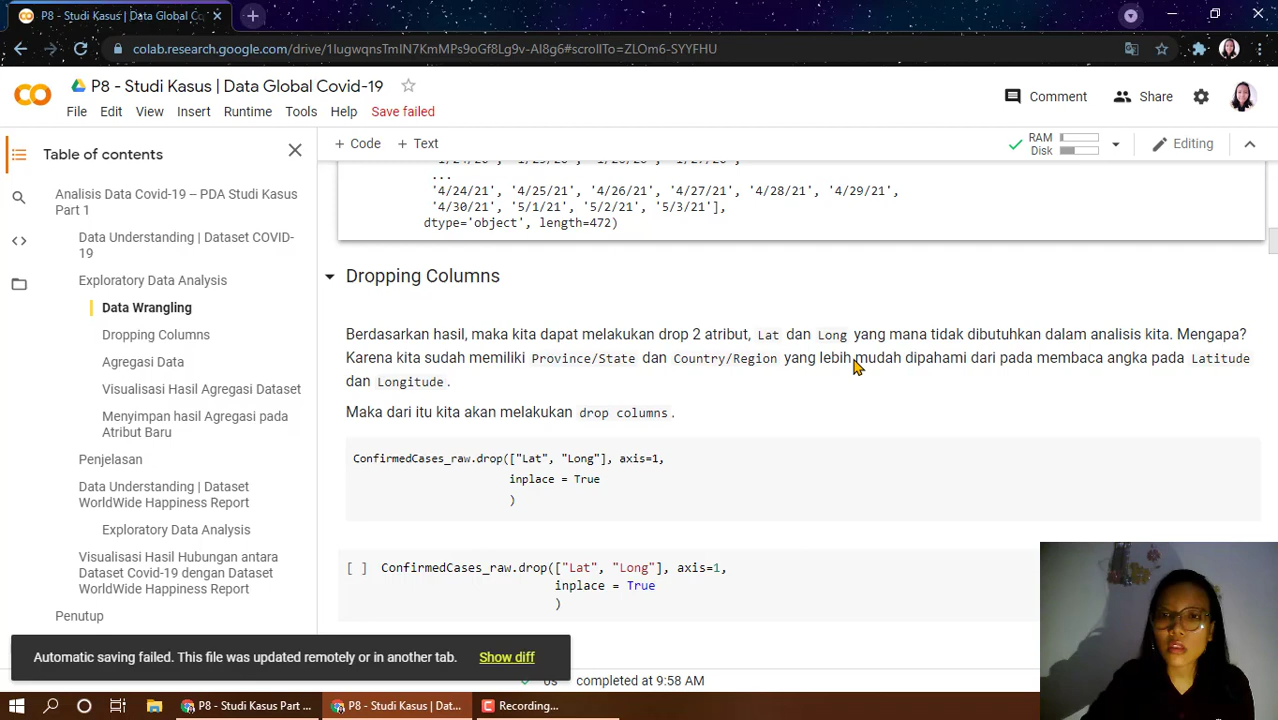 P8 - Studi Kasus | Data Global Co
colab.research.google.com/drive/1lugwqnsTmIN7KmMPs9oGf8Lg9v-AI8g6#scrollTo=ZLOm6-SYYFHU
P8 - Studi Kasus | Data Global Covid-19
File Edit View Insert Runtime Tools Help Save failed
Comment Share
Table of contents
+ Code + Text
RAM
Disk
Editing
Analisis Data Covid-19 – PDA Studi Kasus
Part 1
Data Understanding | Dataset COVID-
19
Exploratory Data Analysis
Data Wrangling
Dropping Columns
Agregasi Data
Visualisasi Hasil Agregasi Dataset
Menyimpan hasil Agregasi pada
Atribut Baru
Penjelasan
Data Understanding | Dataset
WorldWide Happiness Report
Exploratory Data Analysis
Visualisasi Hasil Hubungan antara
Dataset Covid-19 dengan Dataset
WorldWide Happiness Report
Penutup
...
'4/24/21', '4/25/21', '4/26/21', '4/27/21', '4/28/21', '4/29/21',
'4/30/21', '5/1/21', '5/2/21', '5/3/21'],
dtype='object', length=472)
Dropping Columns
Berdasarkan hasil, maka kita dapat melakukan drop 2 atribut, Lat dan Long yang mana tidak dibutuhkan dalam analisis kita. Mengapa?
Karena kita sudah memiliki Province/State dan Country/Region yang lebih mudah dipahami dari pada membaca angka pada Latitude
dan Longitude.
Maka dari itu kita akan melakukan drop columns.
ConfirmedCases_raw.drop(["Lat", "Long"], axis=1,
inplace = True
)
[ ] ConfirmedCases_raw.drop(["Lat", "Long"], axis=1,
inplace = True
)
Automatic saving failed. This file was updated remotely or in another tab. Show diff
0s completed at 9:58 AM
P8 - Studi Kasus Part ... P8 - Studi Kasus | Dat... Recording...